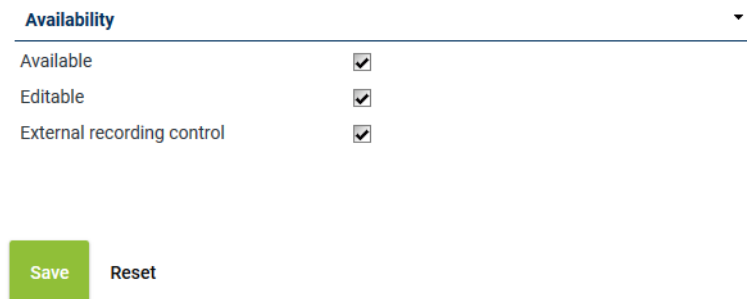 Availability
Available
Editable
External recording control
Save Reset